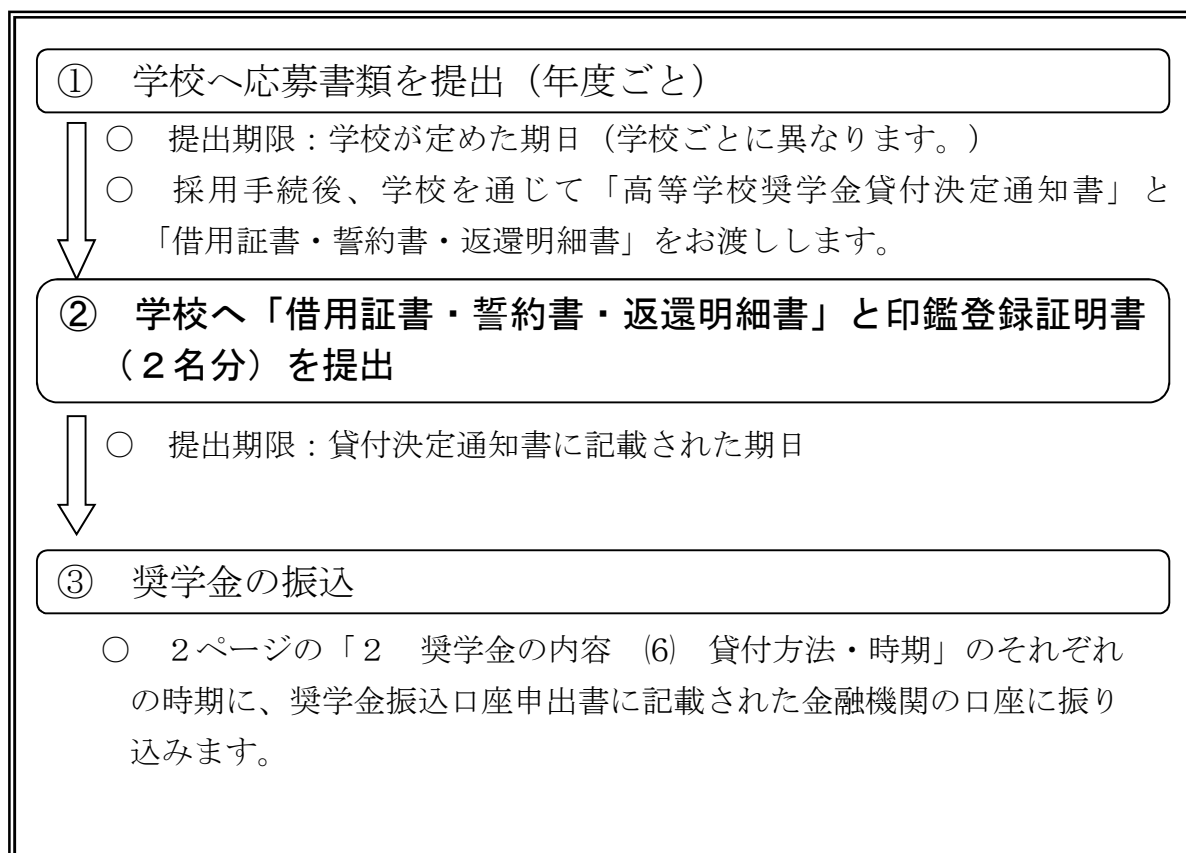 ①　学校へ応募書類を提出（年度ごと）
○　提出期限：学校が定めた期日（学校ごとに異なります。）
○　採用手続後、学校を通じて「高等学校奨学金貸付決定通知書」と
「借用証書・誓約書・返還明細書」をお渡しします。
②　学校へ「借用証書・誓約書・返還明細書」と印鑑登録証明書
（２名分）を提出
○　提出期限：貸付決定通知書に記載された期日
③　奨学金の振込
○　２ページの「２　奨学金の内容　⑹　貸付方法・時期」のそれぞれ
の時期に、奨学金振込口座申出書に記載された金融機関の口座に振り
込みます。